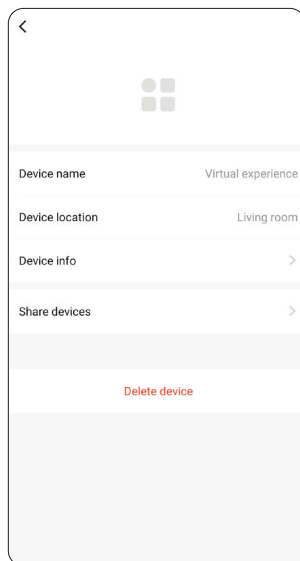 Device name
Virtual experience
Device location
Living room
Device info
Share devices
Delete device